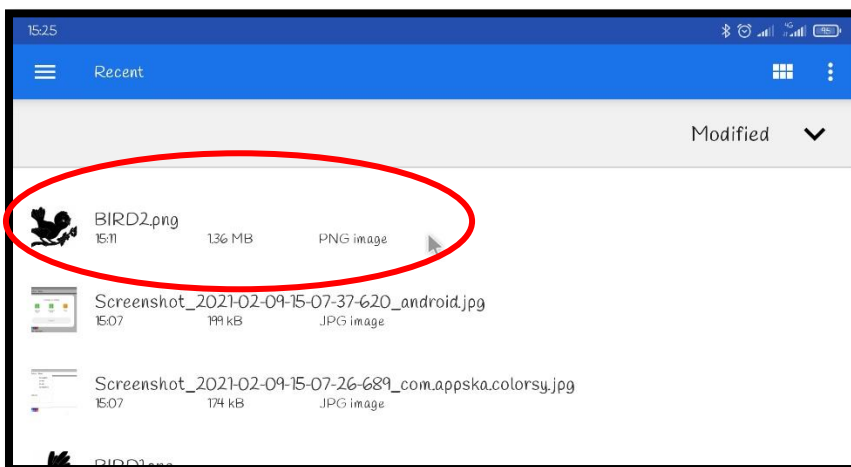 15:25
4G
95
Recent
Modified
BIRD2.png
15:11 1.36 MB PNG image
Screenshot_2021-02-09-15-07-37-620_android.jpg
15:07 199 kB JPG image
Screenshot_2021-02-09-15-07-26-689_com.appska.colorsy.jpg
15:07 174 kB JPG image